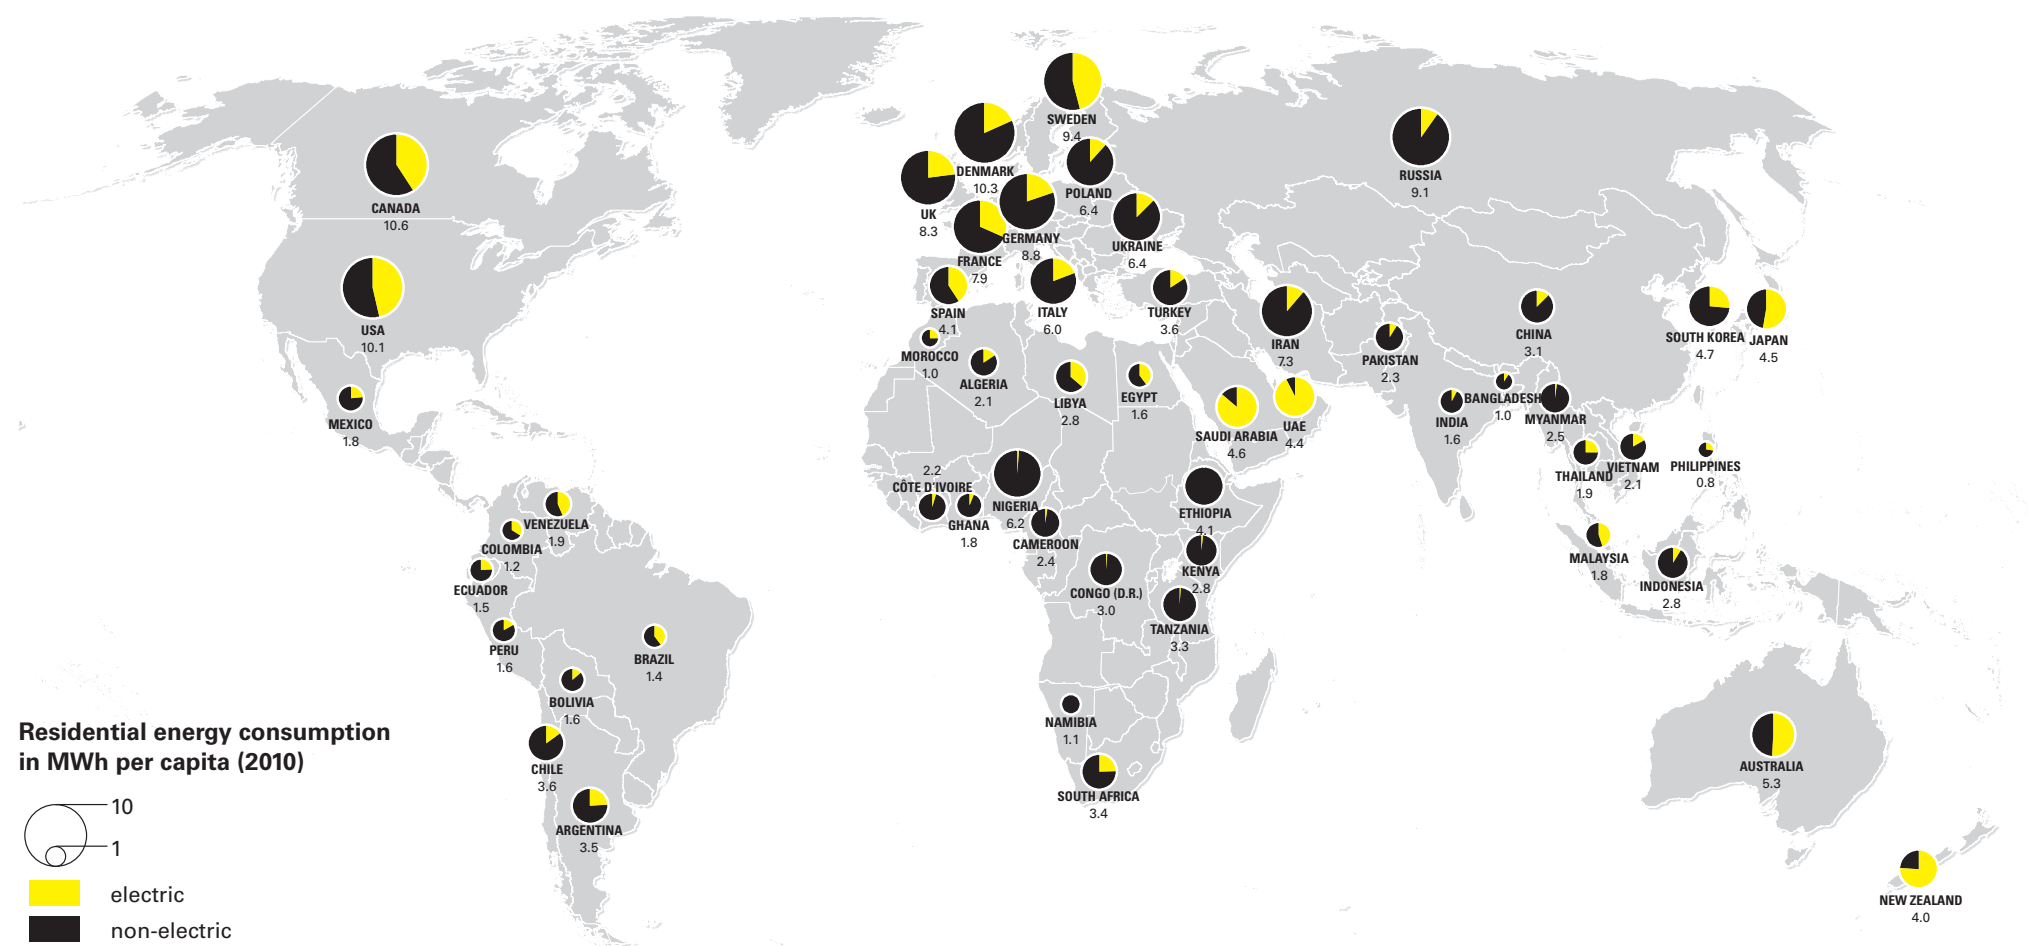 SWEDEN
9.4
DENMARK
10.3
POLAND
6.4
RUSSIA
9.1
CANADA
10.6
UK
8.3
GERMANY
8.8
UKRAINE
6.4
FRANCE
7.9
SPAIN
4.1
ITALY
6.0
TURKEY
3.6
USA
10.1
IRAN
7.3
PAKISTAN
2.3
CHINA
3.1
SOUTH KOREA
4.7
JAPAN
4.5
MOROCCO
1.0
ALGERIA
2.1
LIBYA
2.8
EGYPT
1.6
SAUDI ARABIA
4.6
UAE
4.4
INDIA
1.6
BANGLADESH
1.0
MYANMAR
2.5
THAILAND
1.9
VIETNAM
2.1
PHILIPPINES
0.8
MEXICO
1.8
2.2
CÔTE D'IVOIRE
GHANA
1.8
NIGERIA
6.2
CAMEROON
2.4
ETHIOPIA
4.1
KENYA
2.8
CONGO (D.R.)
3.0
TANZANIA
3.3
MALAYSIA
1.8
INDONESIA
2.8
VENEZUELA
1.9
COLOMBIA
1.2
ECUADOR
1.5
PERU
1.6
BRAZIL
1.4
BOLIVIA
1.6
NAMIBIA
1.1
SOUTH AFRICA
3.4
CHILE
3.6
ARGENTINA
3.5
AUSTRALIA
5.3
NEW ZEALAND
4.0
Residential energy consumption
in MWh per capita (2010)
10
1
electric
non-electric